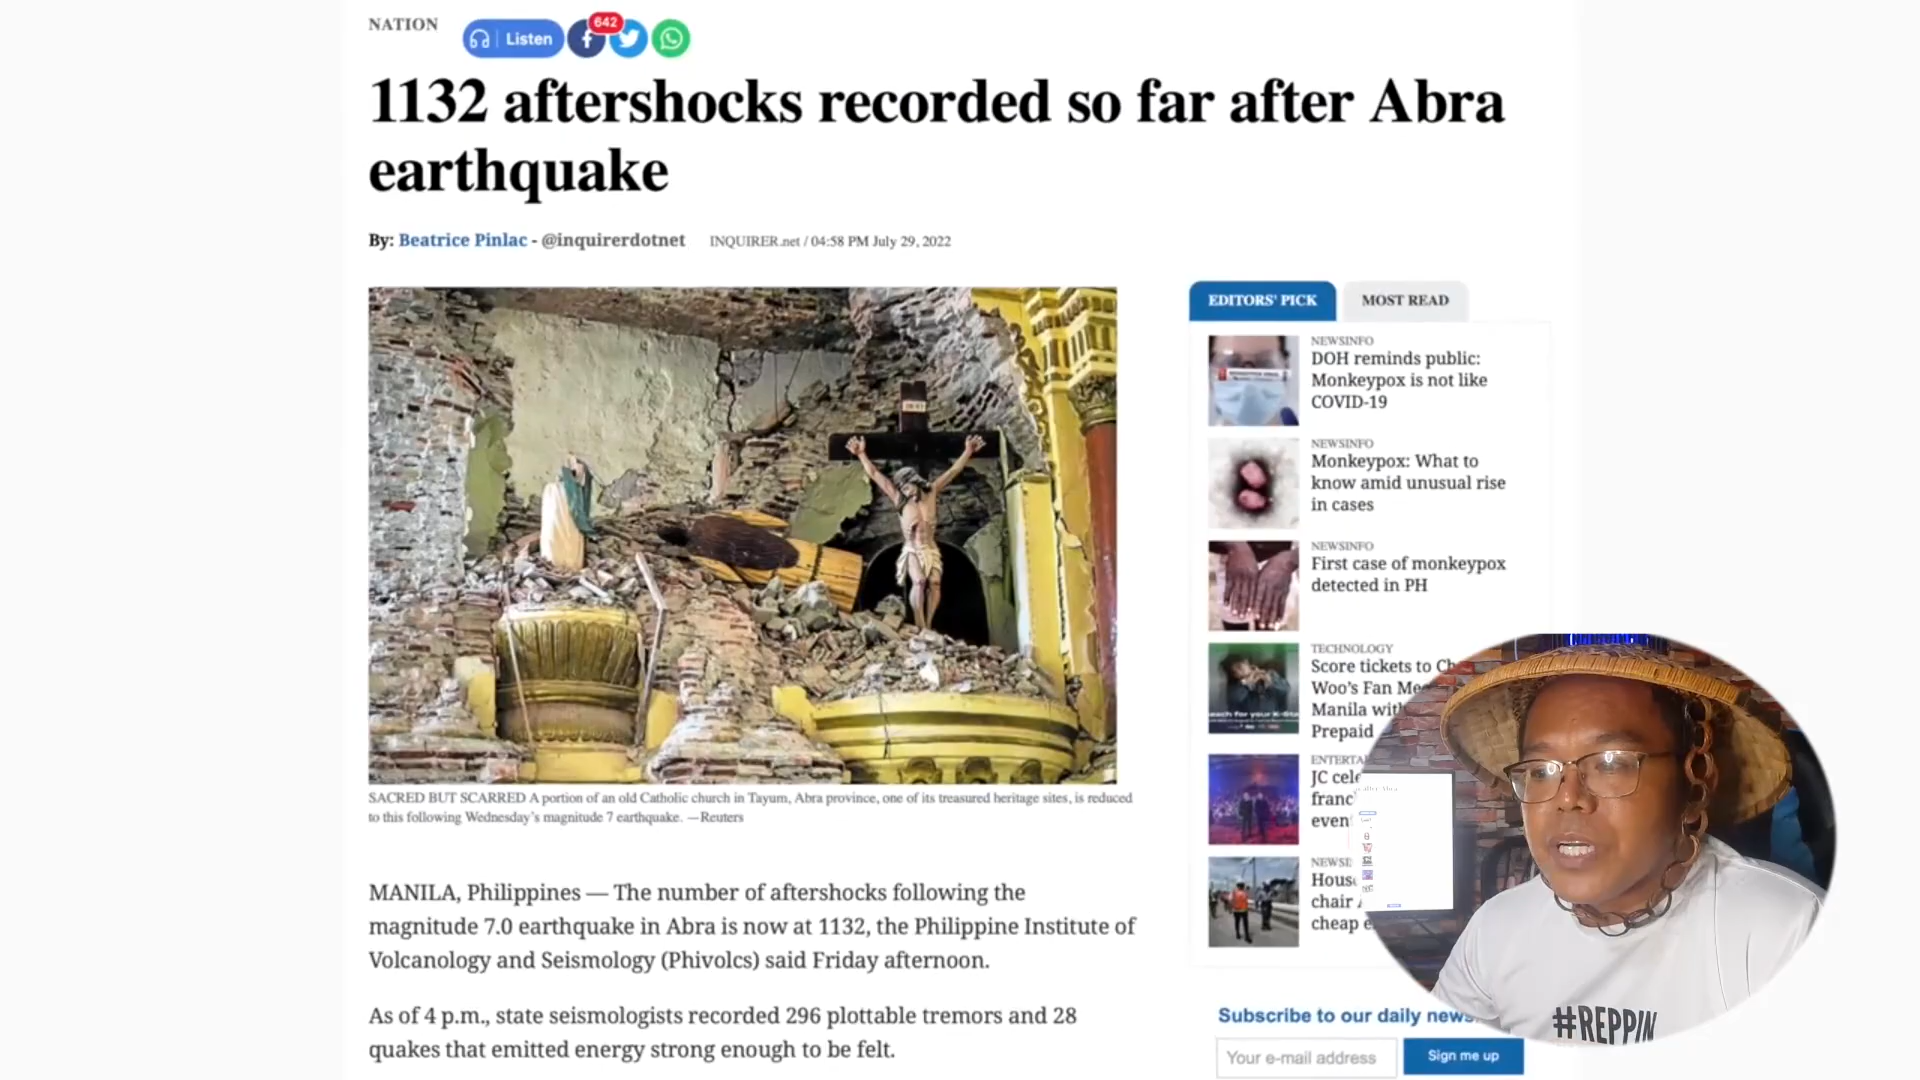 NATION
Listen
642
1132 aftershocks recorded so far after Abra
earthquake
By: Beatrice Pinlac - @inquirerdotnet
INQUIRER.net / 04:58 PM July 29, 2022
SACRED BUT SCARRED A portion of an old Catholic church in Tayum, Abra province, one of its treasured heritage sites, is reduced
to this following Wednesday's magnitude 7 earthquake. —Reuters
MANILA, Philippines — The number of aftershocks following the
magnitude 7.0 earthquake in Abra is now at 1132, the Philippine Institute of
Volcanology and Seismology (Phivolcs) said Friday afternoon.
As of 4 p.m., state seismologists recorded 296 plottable tremors and 28
quakes that emitted energy strong enough to be felt.
EDITORS' PICK
MOST READ
NEWSINFO
DOH reminds public:
Monkeypox is not like
COVID-19
NEWSINFO
Monkeypox: What to
know amid unusual rise
in cases
NEWSINFO
First case of monkeypox
detected in PH
TECHNOLOGY
Score tickets to
Woo's Fan
Manila
Prepaid
JC
chair
cheap
Subscribe to our daily
Your e-mail address
Sign me up
#REPPIN